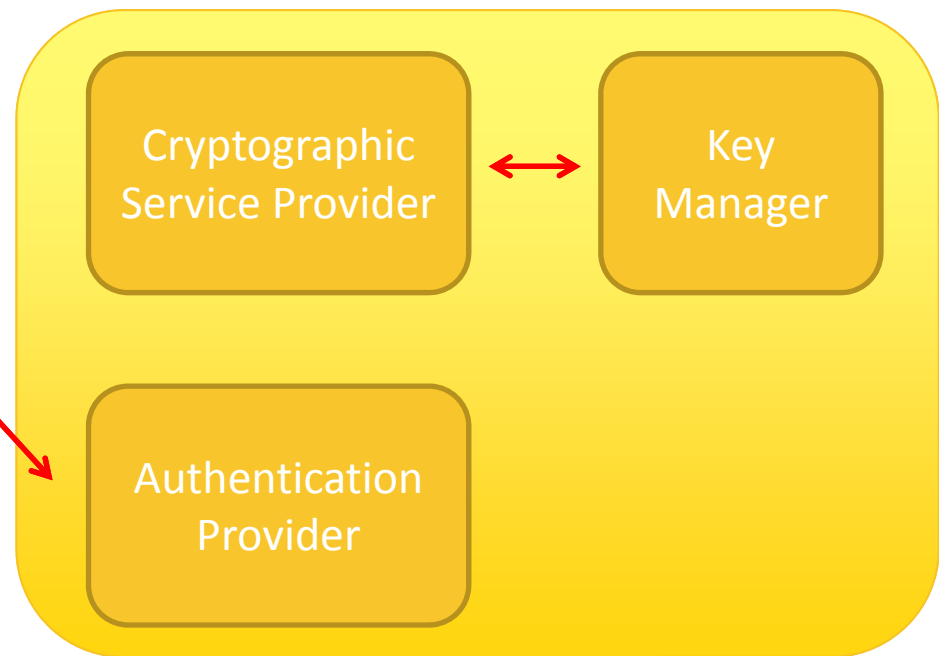 Cryptographic
Service Provider
Key
Manager
Authentication
Provider